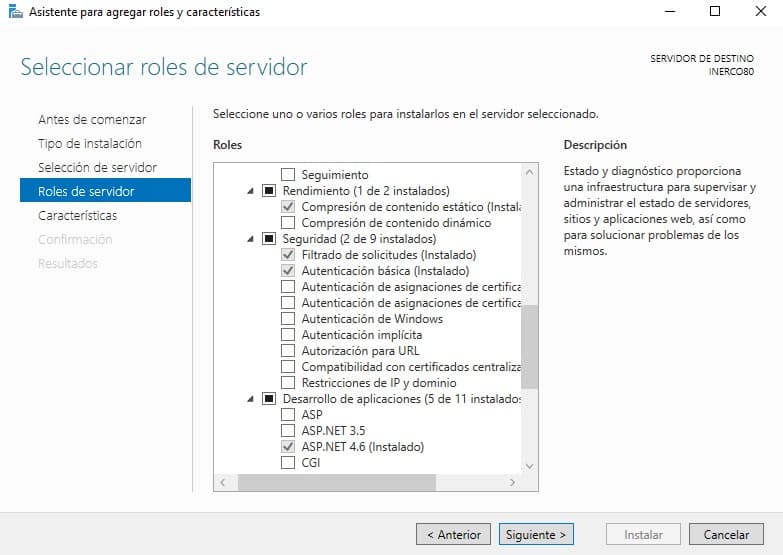 Asistente para agregar roles y características
Seleccionar roles de servidor
SERVIDOR DE DESTINO
INERCO80
Antes de comenzar
Tipo de instalación
Selección de servidor
Roles de servidor
Características
Confirmación
Resultados
Seleccione uno o varios roles para instalarlos en el servidor seleccionado.
Roles
Seguimiento
Rendimiento (1 de 2 instalados)
Compresión de contenido estático (Instala
Compresión de contenido dinámico
Seguridad (2 de 9 instalados)
Filtrado de solicitudes (Instalado)
Autenticación básica (Instalado)
Autenticación de asignaciones de certifica
Autenticación de asignaciones de certifica
Autenticación de Windows
Autenticación implícita
Autorización para URL
Compatibilidad con certificados centraliza
Restricciones de IP y dominio
Desarrollo de aplicaciones (5 de 11 instalados
ASP
ASP.NET 3.5
ASP.NET 4.6 (Instalado)
CGI
Descripción
Estado y diagnóstico proporciona
una infraestructura para supervisar y
administrar el estado de servidores,
sitios y aplicaciones web, así como
para solucionar problemas de los
mismos.
< Anterior
Siguiente >
Instalar
Cancelar